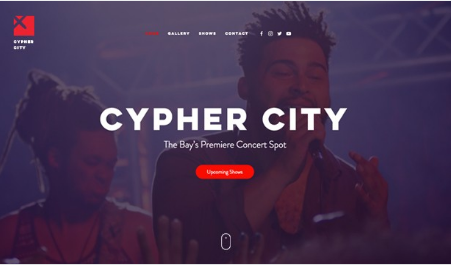 CYPHER
CITY
HOME
GALLERY
SHOWS
CONTACT
CYPHER CITY
The Bay's Premiere Concert Spot
Upcoming Shows